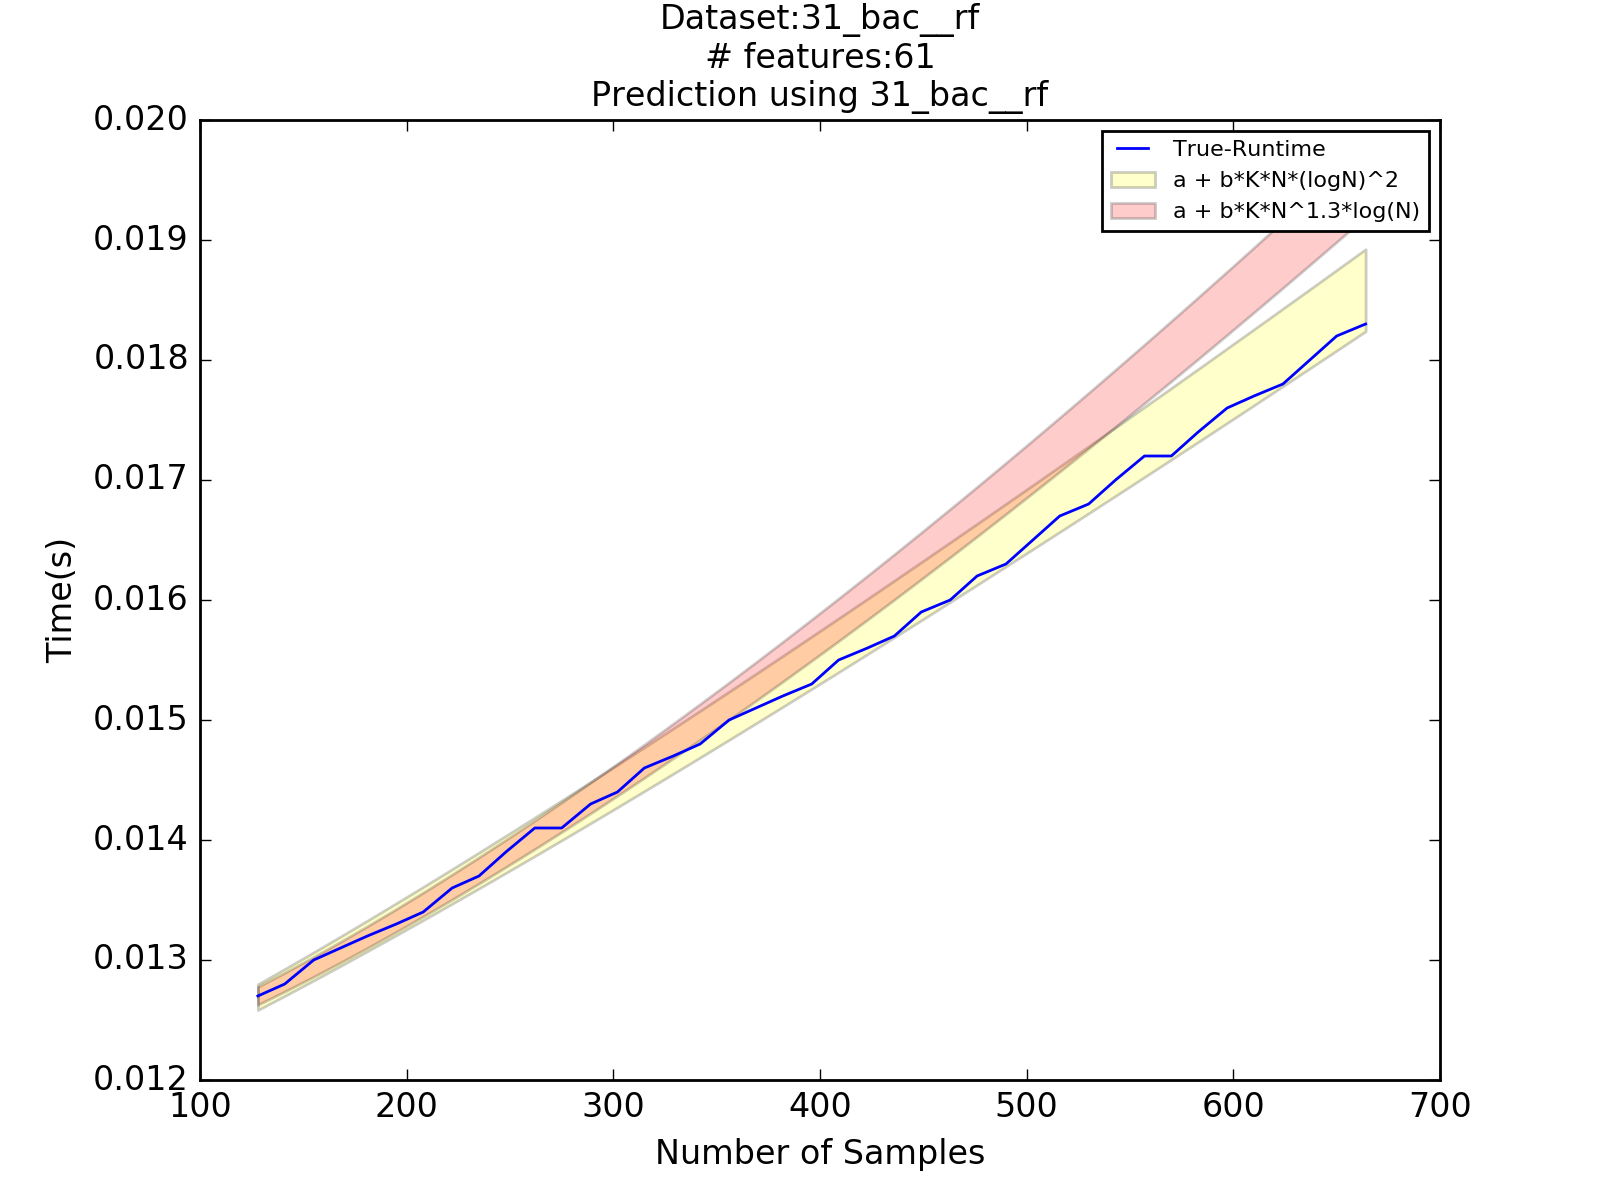 Dataset:31_bac__rf
# features:61
Prediction using 31_bac__rf
True-Runtime
a + b*K*N*(logN)^2
a + b*K*N^1.3*log(N)
0.020
0.019
0.018
0.017
0.016
0.015
0.014
0.013
0.012
Time(s)
100 200 300 400 500 600 700
Number of Samples